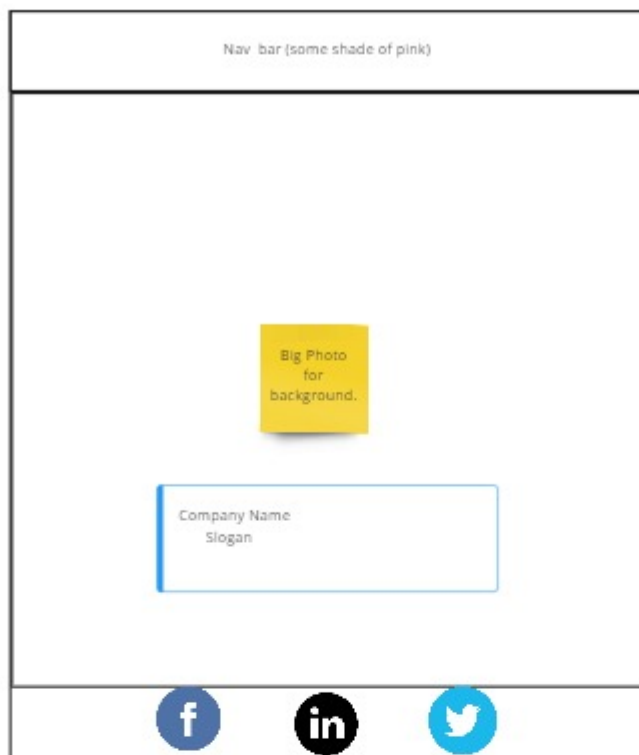 Nav bar (some shade of pink)
Big Photo
for
background.
Company Name
Slogan
f
in